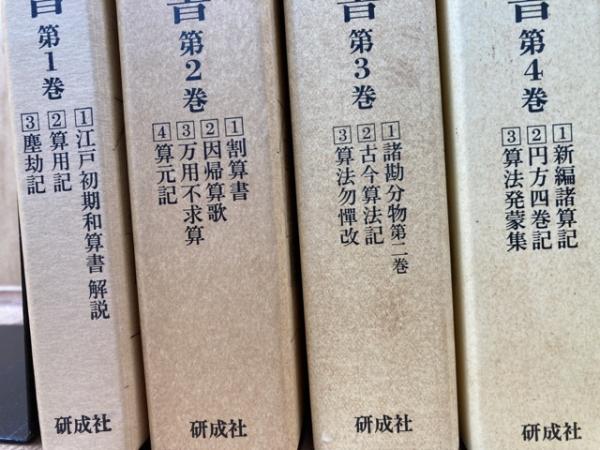 書
第1巻
1江戸初期和算書 解説
2算用記
3塵劫記
研成社
書
第2巻
1割算書
2因帰算歌
3万用不求算
4算元記
研成社
書
第3巻
1諸勘分物第二巻
2古今算法記
3算法勿憚改
研成社
書
第4巻
1新編諸算記
2円方四巻記
3算法発蒙集
研成社